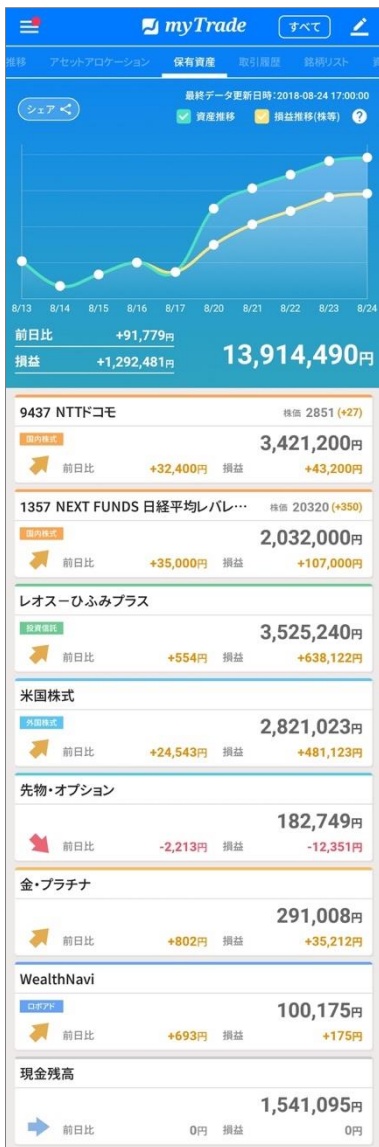 myTrade
すべて
推移 アセットアロケーション 保有資産 取引履歴 銘柄リスト
最終データ更新日時:2018-08-24 17:00:00
シェア
資産推移 損益推移(株等) ?
8/13 8/14 8/15 8/16 8/17 8/20 8/21 8/22 8/23 8/24
前日比 +91,779円
損益 +1,292,481円
13,914,490円
9437 NTTドコモ 株価 2851 (+27)
国内株式
3,421,200円
前日比 +32,400円 損益 +43,200円
1357 NEXT FUNDS 日経平均レバレ… 株価 20320 (+350)
国内株式
2,032,000円
前日比 +35,000円 損益 +107,000円
レオスーひふみプラス
投資信託
3,525,240円
前日比 +554円 損益 +638,122円
米国株式
外国株式
2,821,023円
前日比 +24,543円 損益 +481,123円
先物・オプション
182,749円
前日比 -2,213円 損益 -12,351円
金・プラチナ
291,008円
前日比 +802円 損益 +35,212円
WealthNavi
ロボアド
100,175円
前日比 +693円 損益 +175円
現金残高
1,541,095円
前日比 0円 損益 0円